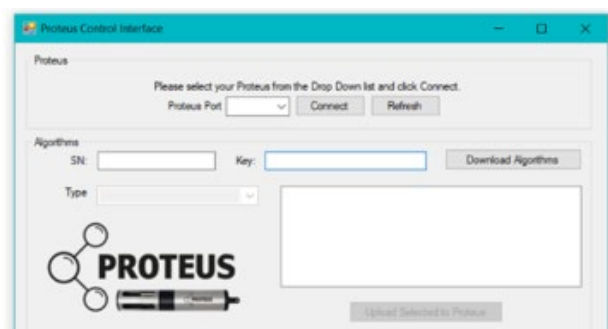 Proteus Control Interface
Proteus
Please select your Proteus from the Drop Down list and click Connect.
Proteus Port
Connect
Refresh
Algorithms
SN:
Key:
Download Algorithms
Type
PROTEUS
Upload Selected to Proteus